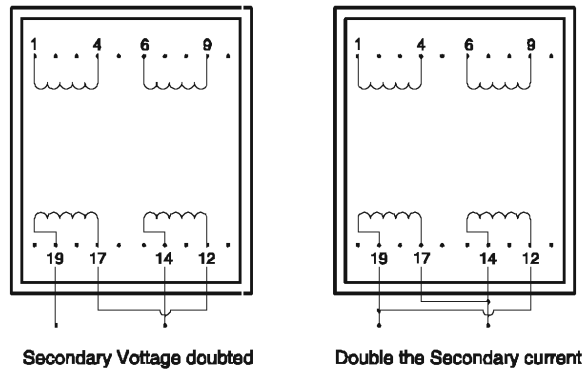 1 4 6 9 1 4 6 9
19 17 14 12 19 17 14 12
Secondary Vottage doubted Double the Secondary current